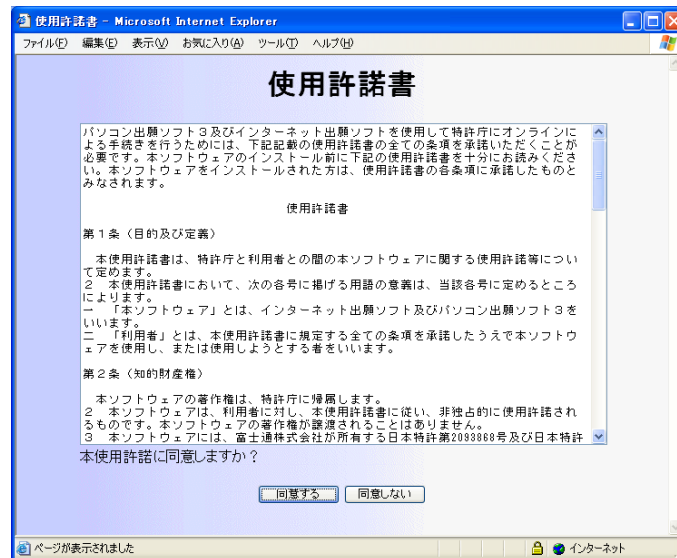 使用許諾書 - Microsoft Internet Explorer
ファイル(F) 編集(E) 表示(V) お気に入り(A) ツール(T) ヘルプ(H)
使用許諾書
パソコン出願ソフト３及びインターネット出願ソフトを使用して特許庁にオンラインに
よる手続きを行うためには、下記記載の使用許諾書の全ての条項を承諾いただくことが
必要です。本ソフトウェアのインストール前に下記の使用許諾書を十分にお読みくださ
い。本ソフトウェアをインストールされた方は、使用許諾書の各条項に承諾したものと
みなされます。
使用許諾書
第１条（目的及び定義）
本使用許諾書は、特許庁と利用者との間の本ソフトウェアに関する使用許諾等につい
て定めます。
２　本使用許諾書において、次の各号に掲げる用語の意義は、当該各号に定めるところ
によります。
一　「本ソフトウェア」とは、インターネット出願ソフト及びパソコン出願ソフト３を
いいます。
二　「利用者」とは、本使用許諾書に規定する全ての条項を承諾したうえで本ソフトウ
ェアを使用し、または使用しようとする者をいいます。
第２条（知的財産権）
本ソフトウェアの著作権は、特許庁に帰属します。
２　本ソフトウェアは、利用者に対し、本使用許諾書に従い、非独占的に使用許諾され
るものです。本ソフトウェアの著作権が譲渡されることはありません。
３　本ソフトウェアには、富士通株式会社が所有する日本特許第2093868号及び日本特許
本使用許諾に同意しますか？
同意する 同意しない
ページが表示されました インターネット